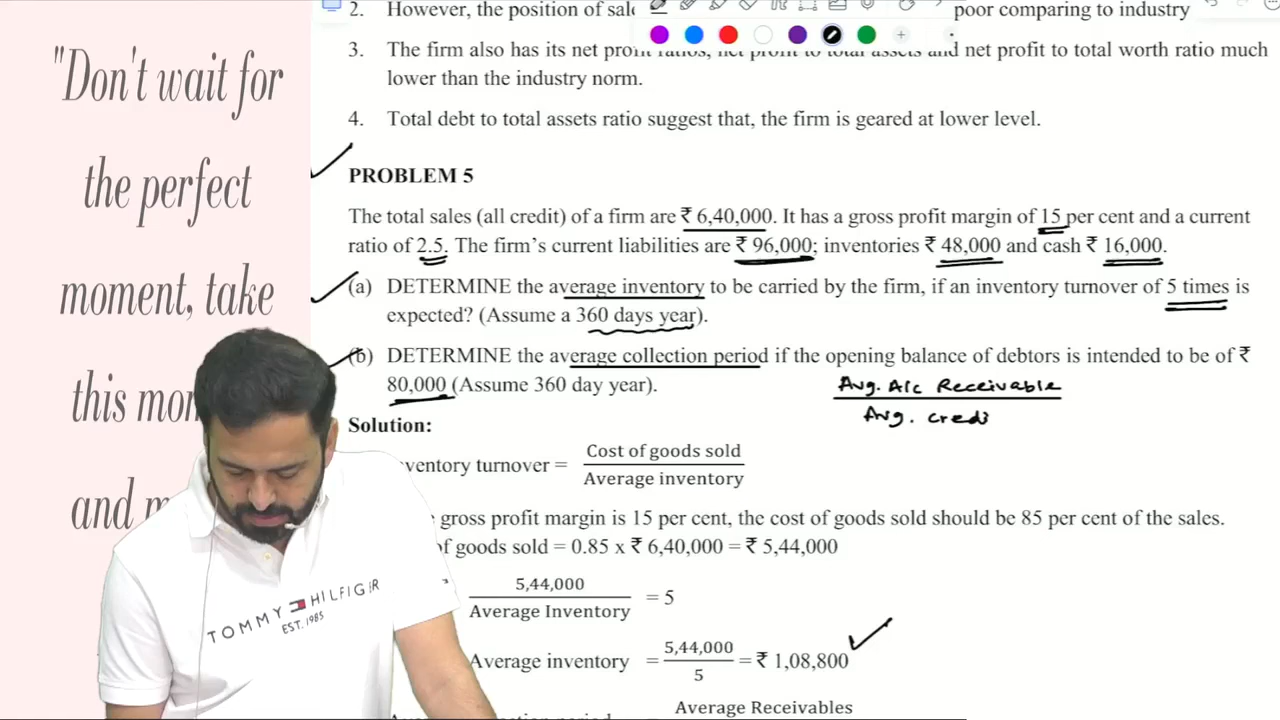 "Don't wait for
the perfect
moment, take
this mom
and m
2. However, the position of sale poor comparing to industry
3. The firm also has its net profit ratios, net profit to total assets and net profit to total worth ratio much
lower than the industry norm.
4. Total debt to total assets ratio suggest that, the firm is geared at lower level.
PROBLEM 5
The total sales (all credit) of a firm are ₹ 6,40,000. It has a gross profit margin of 15 per cent and a current
ratio of 2.5. The firm's current liabilities are ₹ 96,000; inventories ₹ 48,000 and cash ₹ 16,000.
(a) DETERMINE the average inventory to be carried by the firm, if an inventory turnover of 5 times is
expected? (Assume a 360 days year).
(b) DETERMINE the average collection period if the opening balance of debtors is intended to be of ₹
80,000 (Assume 360 day year).
Avg. A/c Receivable
Avg. Credi
Solution:
ventory turnover = Cost of goods sold
Average inventory
gross profit margin is 15 per cent, the cost of goods sold should be 85 per cent of the sales.
of goods sold = 0.85 x ₹ 6,40,000 = ₹ 5,44,000
5,44,000
Average Inventory = 5
Average inventory = 5,44,000
5 = ₹ 1,08,800
Average Receivables
TOMMY HILFIGER
EST. 1985